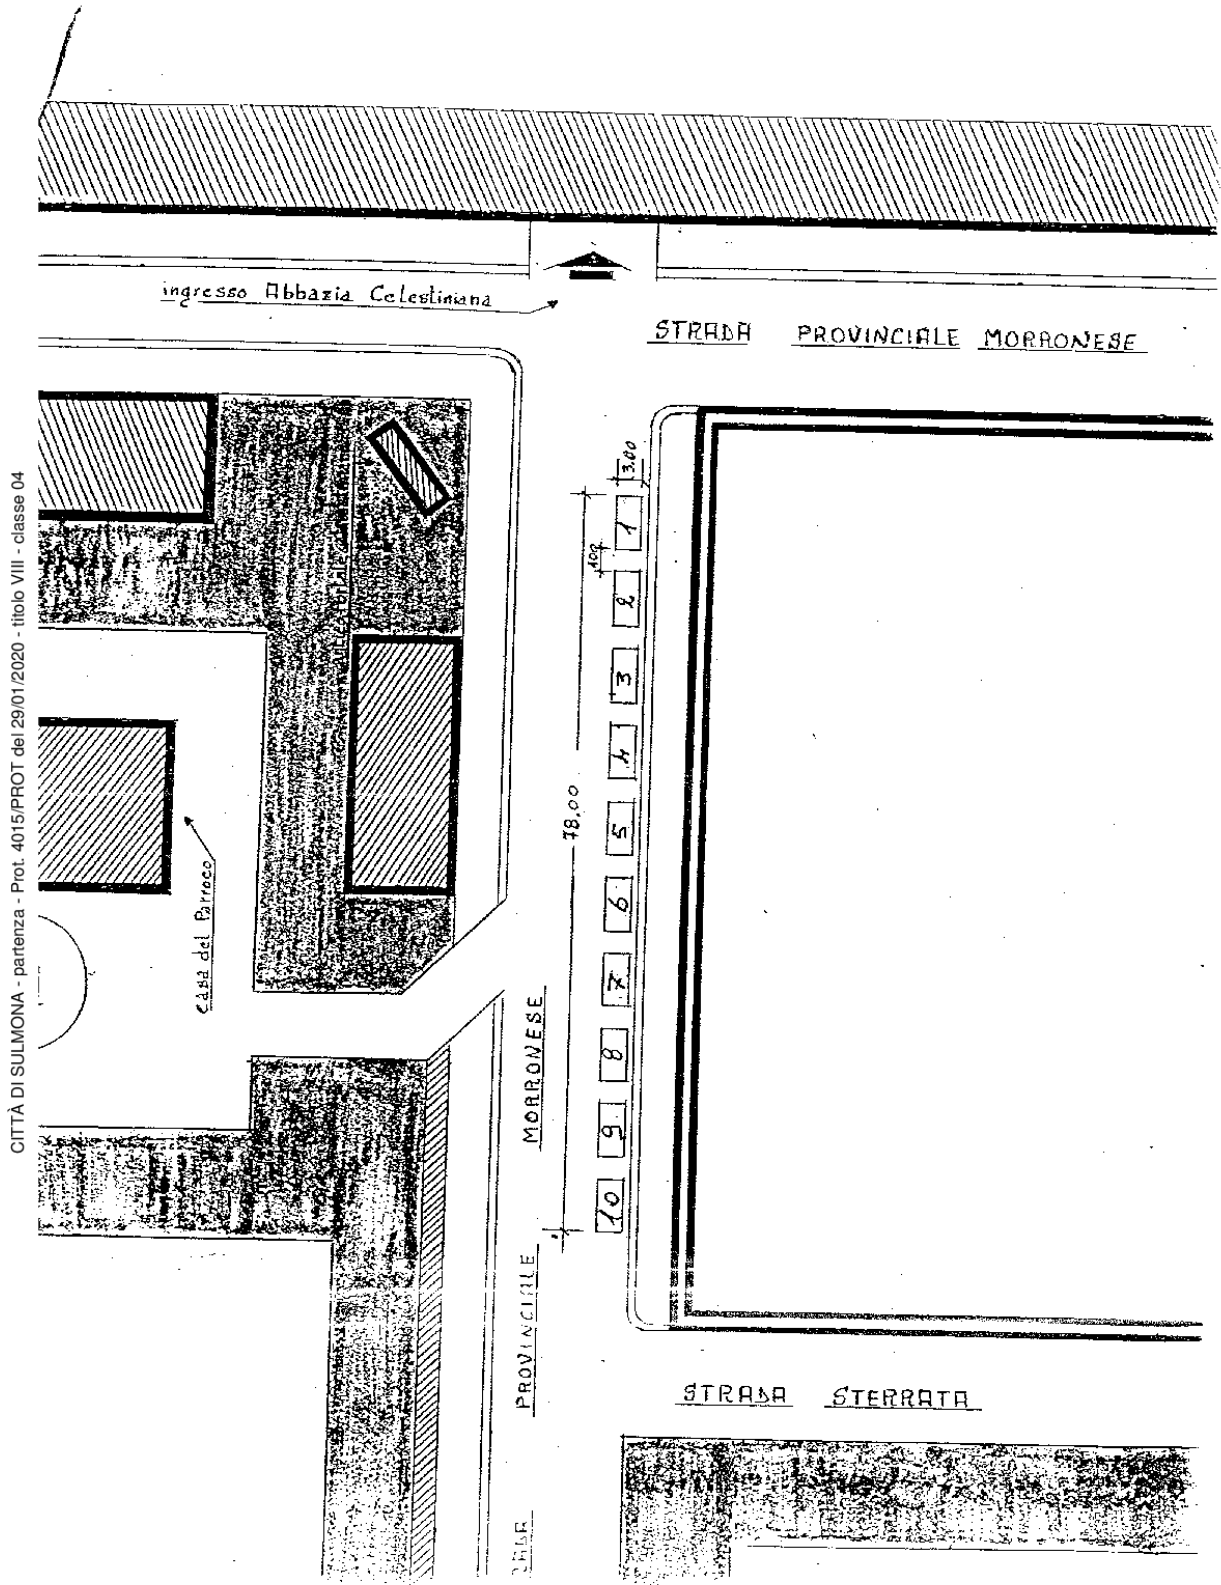 CITTÀ DI SULMONA - partenza - Prot. 4015/PROT del 29/01/2020 - titolo VIII - classe 04
ingresso Abbazia Celestiniana
STRADA PROVINCIALE MORRONESE
3.00
1
2
3
4
5
6
7
8
9
10
78.00
Casa del Parroco
MORRONESE
PROVINCIALE
STRADA STERRATA